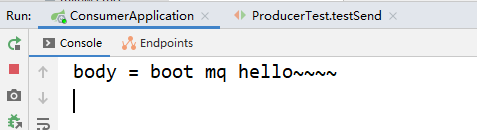 Run: ConsumerApplication × ProducerTest.testSend ×
Console Endpoints
body = boot mq hello~~~~